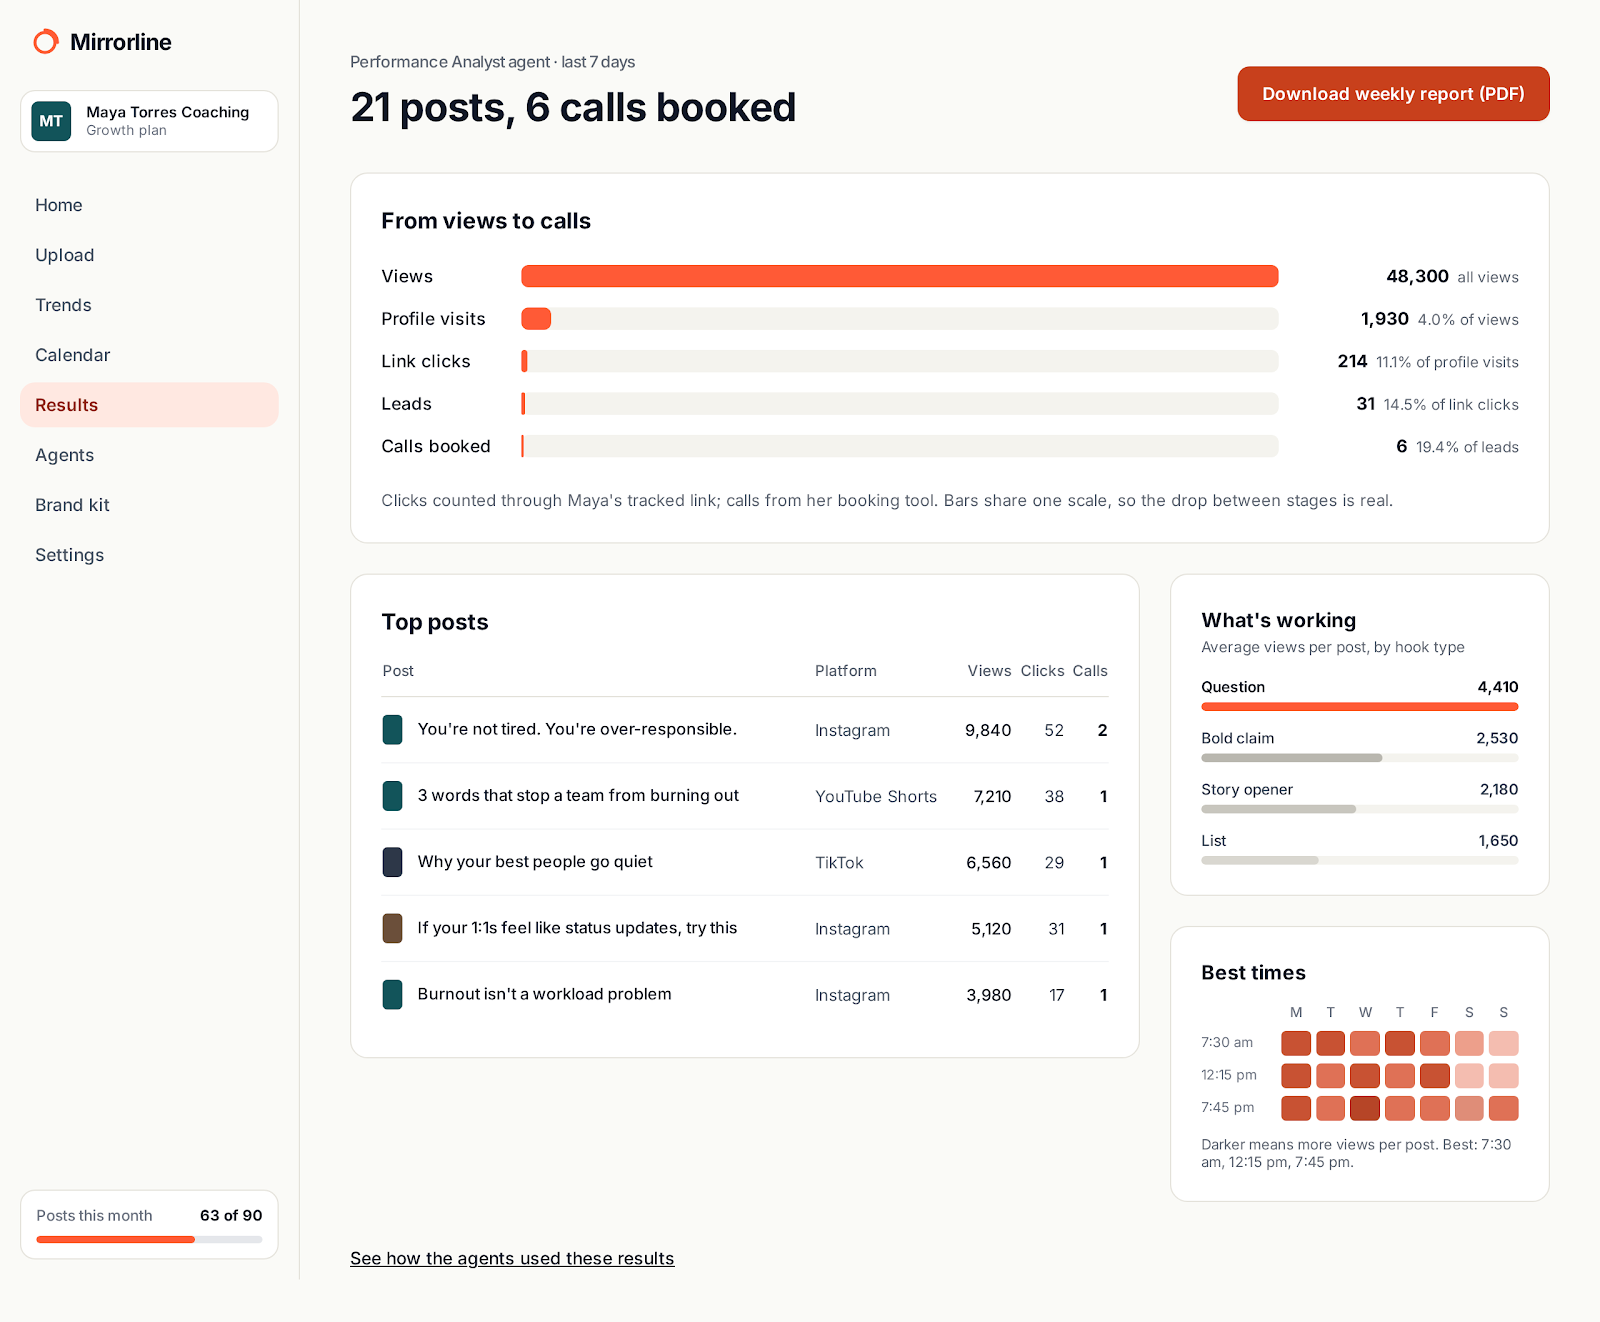 Mirrorline
MT
Maya Torres Coaching
Growth plan
Home
Upload
Trends
Calendar
Results
Agents
Brand kit
Settings
Posts this month 63 of 90
Performance Analyst agent · last 7 days
21 posts, 6 calls booked
Download weekly report (PDF)
From views to calls
Views 48,300 all views
Profile visits 1,930 4.0% of views
Link clicks 214 11.1% of profile visits
Leads 31 14.5% of link clicks
Calls booked 6 19.4% of leads
Clicks counted through Maya's tracked link; calls from her booking tool. Bars share one scale, so the drop between stages is real.
Top posts
Post Platform Views Clicks Calls
You're not tired. You're over-responsible. Instagram 9,840 52 2
3 words that stop a team from burning out YouTube Shorts 7,210 38 1
Why your best people go quiet TikTok 6,560 29 1
If your 1:1s feel like status updates, try this Instagram 5,120 31 1
Burnout isn't a workload problem Instagram 3,980 17 1
What's working
Average views per post, by hook type
Question 4,410
Bold claim 2,530
Story opener 2,180
List 1,650
Best times
M T W T F S S
7:30 am
12:15 pm
7:45 pm
Darker means more views per post. Best: 7:30
am, 12:15 pm, 7:45 pm.
See how the agents used these results